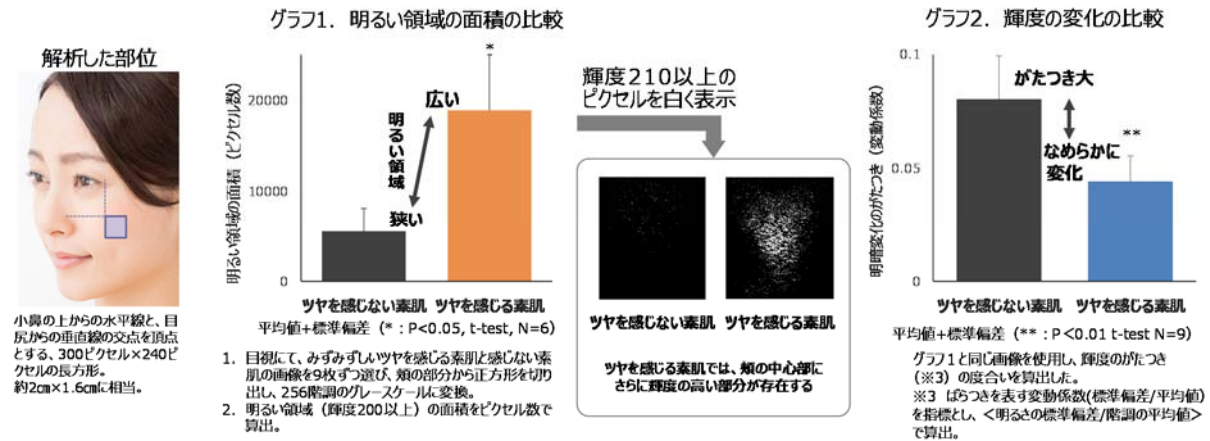 解析した部位
小鼻の上からの水平線と、目
尻からの垂直線の交点を頂点
とする、300ピクセル×240ピ
クセルの長方形。
約2cm×1.6cmに相当。
グラフ1. 明るい領域の面積の比較
明るい領域の面積（ピクセル数）
20000
10000
0
*
広い
明るい領域
狭い
ツヤを感じない素肌
ツヤを感じる素肌
平均値+標準偏差（*：P<0.05, t-test, N=6）
1. 目視にて、みずみずしいツヤを感じる素肌と感じない素
肌の画像を9枚ずつ選び、頬の部分から正方形を切り
出し、256階調のグレースケールに変換。
2. 明るい領域（輝度200以上）の面積をピクセル数で
算出。
輝度210以上の
ピクセルを白く表示
ツヤを感じない素肌
ツヤを感じる素肌
ツヤを感じる素肌では、頬の中心部に
さらに輝度の高い部分が存在する
グラフ2. 輝度の変化の比較
明暗変化のがたつき（変動係数）
0.1
0.05
0
がたつき大
**
なめらかに
変化
ツヤを感じない素肌
ツヤを感じる素肌
平均値+標準偏差（**：P<0.01 t-test N=9）
グラフ1と同じ画像を使用し、輝度のがたつき
（※3）の度合いを算出した。
※3 ばらつきを表す変動係数(標準偏差/平均値)
を指標とし、<明るさの標準偏差/階調の平均値>
で算出。